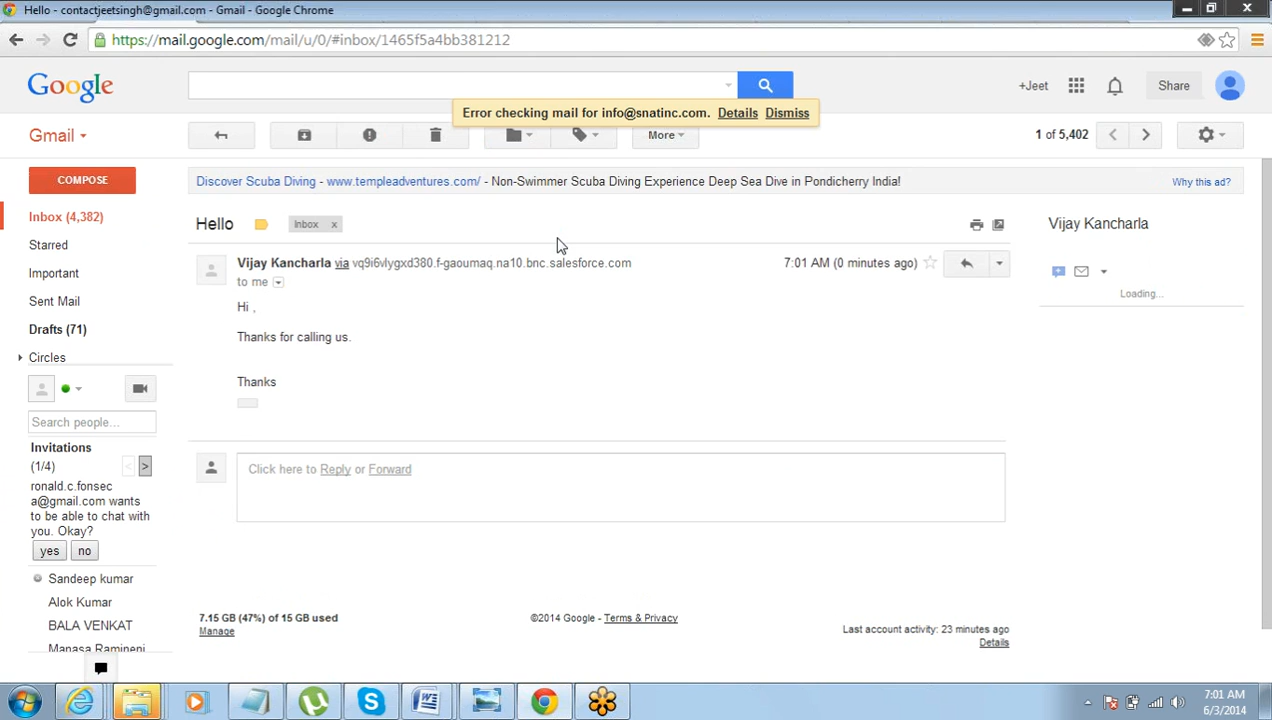 Hello - contactjeetsingh@gmail.com - Gmail - Google Chrome
https://mail.google.com/mail/u/0/#inbox/1465f5a4bb381212
Google
+Jeet
Share
Error checking mail for info@snatinc.com. Details Dismiss
Gmail
More
1 of 5,402
COMPOSE
Discover Scuba Diving - www.templeadventures.com/ - Non-Swimmer Scuba Diving Experience Deep Sea Dive in Pondicherry India!
Why this ad?
Inbox (4,382)
Starred
Important
Sent Mail
Drafts (71)
Circles
Hello
Inbox x
Vijay Kancharla
Vijay Kancharla via vq9i6vlygxd380.f-gaoumaq.na10.bnc.salesforce.com
7:01 AM (0 minutes ago)
to me
Loading...
Hi ,
Thanks for calling us.
Thanks
Search people...
Invitations
(1/4)
< >
ronald.c.fonsec
a@gmail.com wants
to be able to chat with
you. Okay?
yes no
Sandeep kumar
Alok Kumar
BALA VENKAT
Manasa Ramineni
Click here to Reply or Forward
7.15 GB (47%) of 15 GB used
Manage
©2014 Google - Terms & Privacy
Last account activity: 23 minutes ago
Details
7:01 AM
6/3/2014